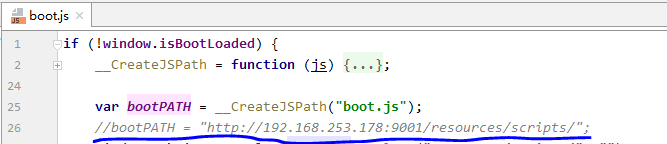 boot.js
1 if (!window.isBootLoaded) {
2 __CreateJSPath = function (js) {...};
24
25 var bootPATH = __CreateJSPath("boot.js");
26 //bootPATH = "http://192.168.253.178:9001/resources/scripts/";